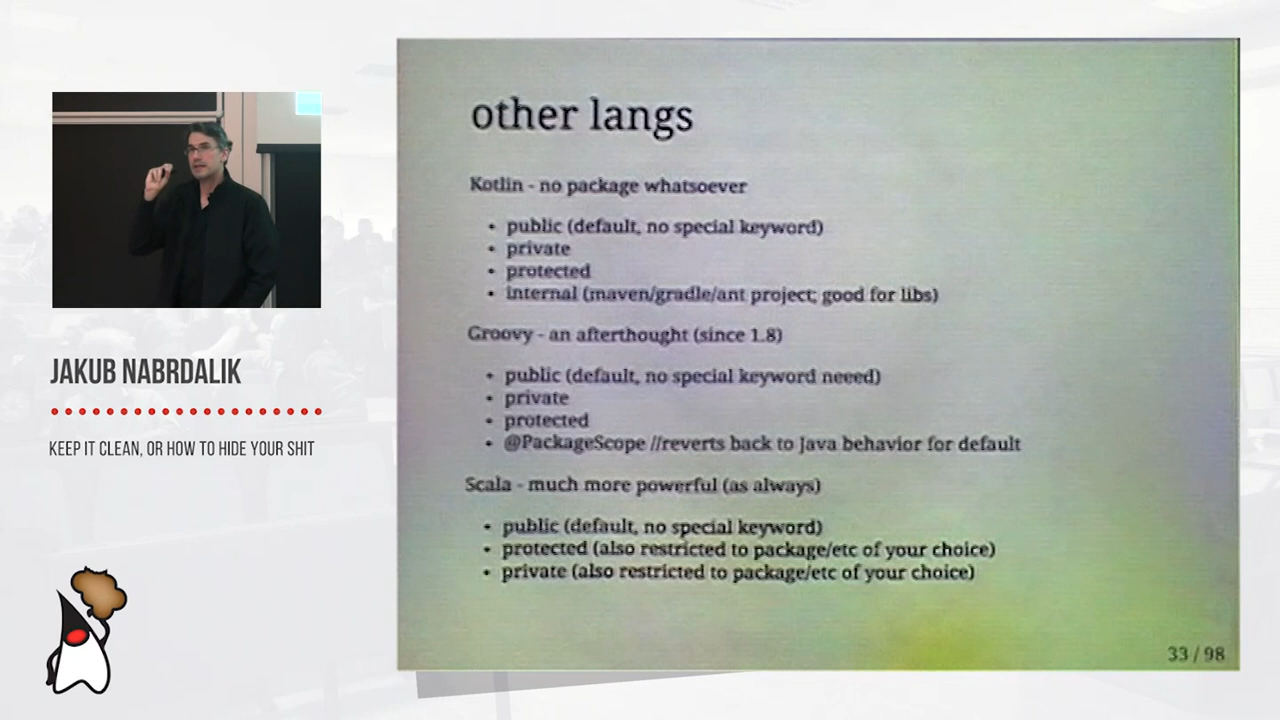 JAKUB NABRDALIK
KEEP IT CLEAN, OR HOW TO HIDE YOUR SHIT
other langs
Kotlin - no package whatsoever
• public (default, no special keyword)
• private
• protected
• internal (maven/gradle/ant project; good for libs)
Groovy - an afterthought (since 1.8)
• public (default, no special keyword neeed)
• private
• protected
• @PackageScope //reverts back to Java behavior for default
Scala - much more powerful (as always)
• public (default, no special keyword)
• protected (also restricted to package/etc of your choice)
• private (also restricted to package/etc of your choice)
33 / 98